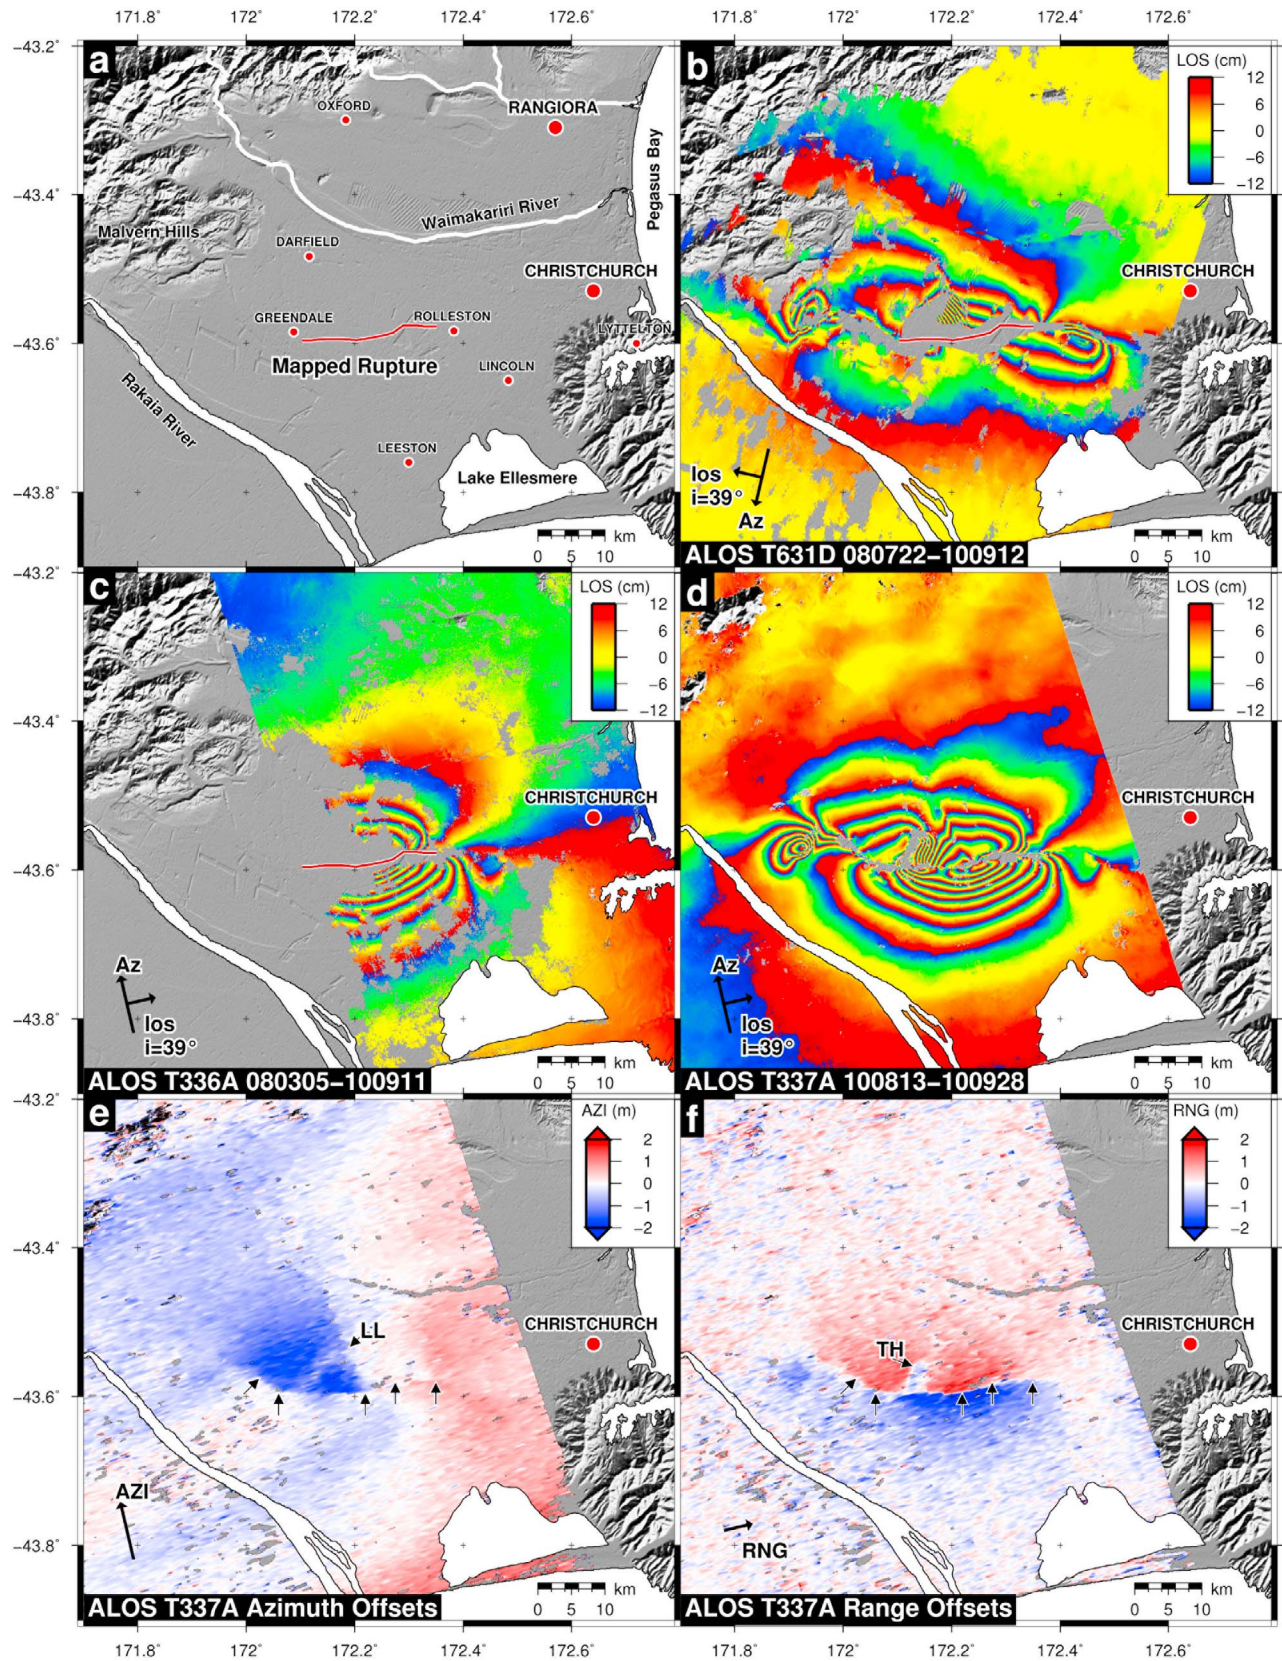 171.8° 172° 172.2° 172.4° 172.6° 171.8° 172° 172.2° 172.4° 172.6°
−43.2°
−43.4°
−43.6°
−43.8°
a
OXFORD
RANGIORA
Pegasus Bay
Waimakariri River
Malvern Hills
DARFIELD
CHRISTCHURCH
GREENDALE
ROLLESTON
LYTTELTON
Mapped Rupture
LINCOLN
Rakaia River
LEESTON
Lake Ellesmere
km
0 5 10
b
LOS (cm)
12
6
0
−6
−12
CHRISTCHURCH
los
i=39°
Az
km
0 5 10
ALOS T631D 080722−100912
−43.2°
−43.4°
−43.6°
−43.8°
c
LOS (cm)
12
6
0
−6
−12
CHRISTCHURCH
Az
los
i=39°
km
0 5 10
ALOS T336A 080305−100911
d
LOS (cm)
12
6
0
−6
−12
CHRISTCHURCH
Az
los
i=39°
km
0 5 10
ALOS T337A 100813−100928
−43.2°
−43.4°
−43.6°
−43.8°
e
AZI (m)
2
1
0
−1
−2
CHRISTCHURCH
LL
AZI
km
0 5 10
ALOS T337A Azimuth Offsets
f
RNG (m)
2
1
0
−1
−2
CHRISTCHURCH
TH
RNG
km
0 5 10
ALOS T337A Range Offsets
171.8° 172° 172.2° 172.4° 172.6° 171.8° 172° 172.2° 172.4° 172.6°